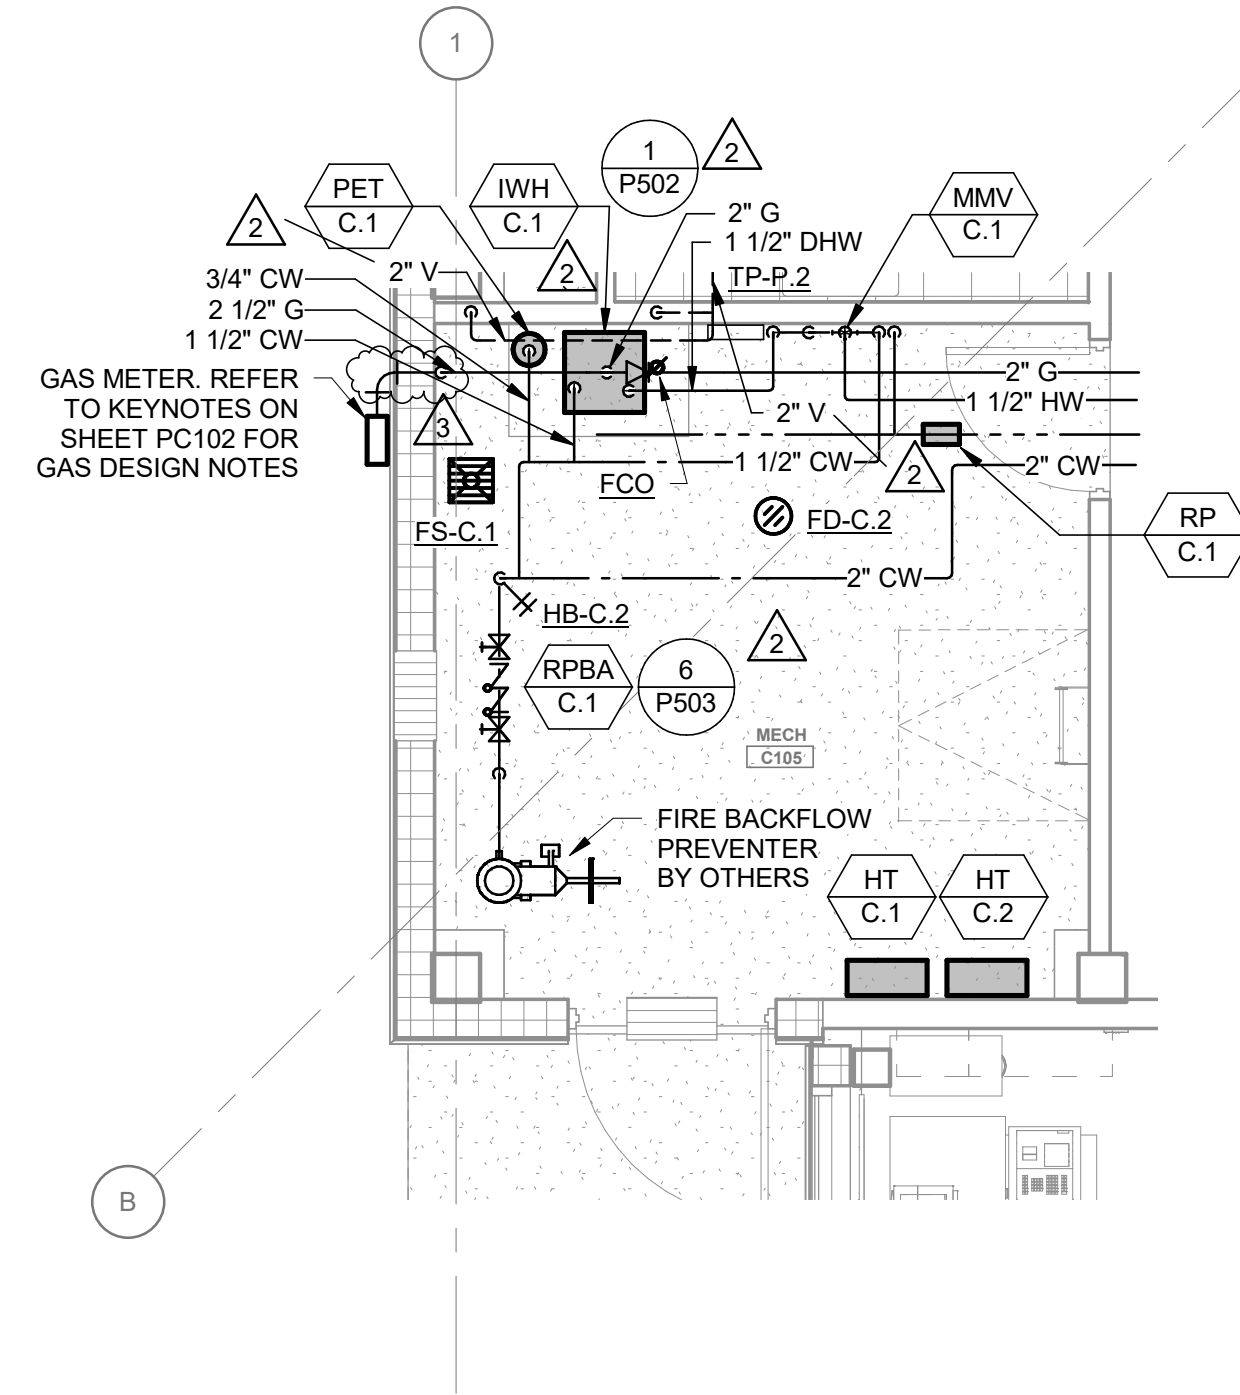 1
1
P502
2
PET
C.1
IWH
C.1
MMV
C.1
2
2
2" G
1 1/2" DHW
TP-P.2
3/4" CW
2" V
2 1/2" G
1 1/2" CW
GAS METER. REFER
TO KEYNOTES ON
SHEET PC102 FOR
GAS DESIGN NOTES
3
2" G
1 1/2" HW
2" V
1 1/2" CW
2
2" CW
FCO
FS-C.1
FD-C.2
RP
C.1
2" CW
HB-C.2
RPBA
C.1
6
P503
2
MECH
C105
FIRE BACKFLOW
PREVENTER
BY OTHERS
HT
C.1
HT
C.2
B